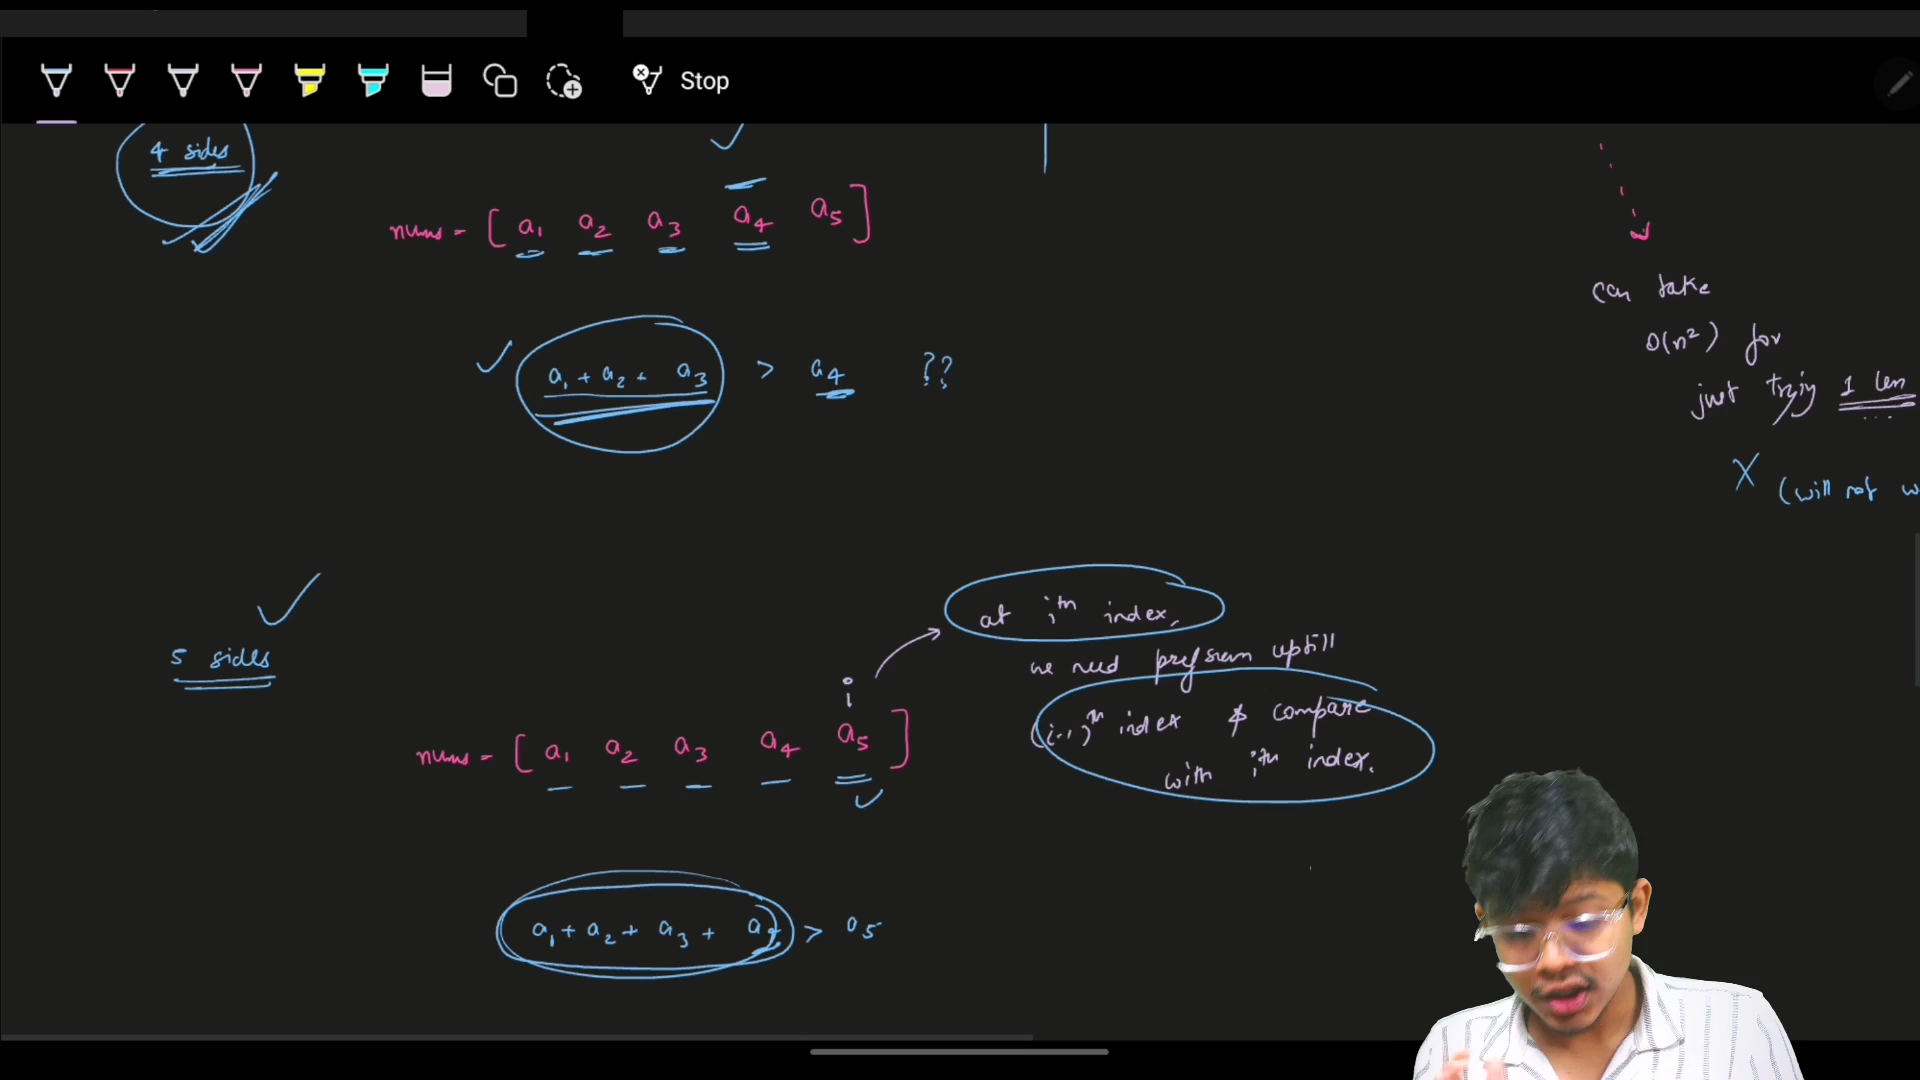 Stop
4 sides
nums = [ a1 a2 a3 a4 a5 ]
can take
O(n²) for
just trying 1 len
...
a1 + a2 + a3 > a4 ??
X (will not w
5 sides
at ith index,
we need prefsum uptill
(i-1)th index & compare
with ith index.
i
nums = [ a1 a2 a3 a4 a5 ]
a1 + a2 + a3 + a4 > a5